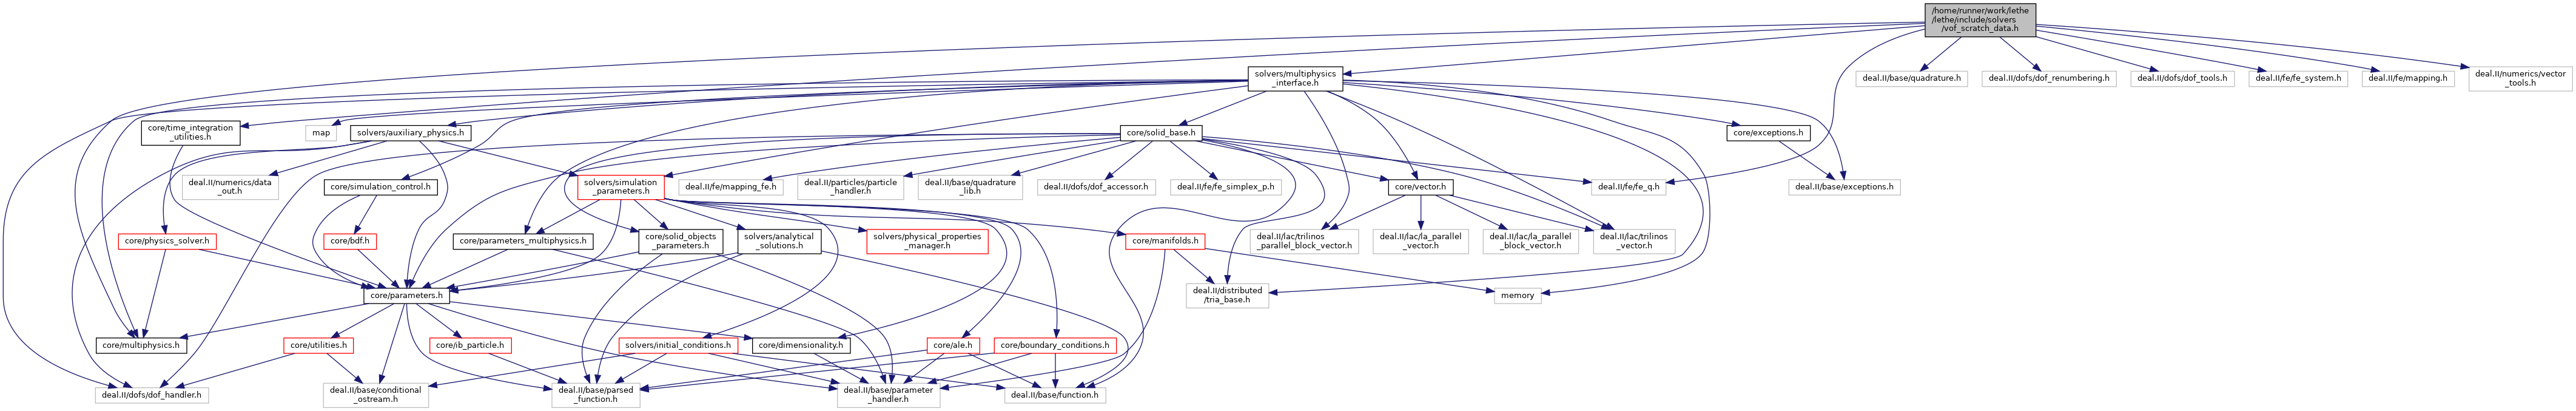 /home/runner/work/lethe
/lethe/include/solvers
/vof_scratch_data.h
solvers/multiphysics
_interface.h
deal.II/base/quadrature.h
deal.II/dofs/dof_renumbering.h
deal.II/dofs/dof_tools.h
deal.II/fe/fe_system.h
deal.II/fe/mapping.h
deal.II/numerics/vector
_tools.h
core/time_integration
_utilities.h
map
solvers/auxiliary_physics.h
core/solid_base.h
core/exceptions.h
deal.II/numerics/data
_out.h
core/simulation_control.h
solvers/simulation
_parameters.h
deal.II/fe/mapping_fe.h
deal.II/particles/particle
_handler.h
deal.II/base/quadrature
_lib.h
deal.II/dofs/dof_accessor.h
deal.II/fe/fe_simplex_p.h
core/vector.h
deal.II/fe/fe_q.h
deal.II/base/exceptions.h
core/physics_solver.h
core/bdf.h
core/parameters_multiphysics.h
core/solid_objects
_parameters.h
solvers/analytical
_solutions.h
solvers/physical_properties
_manager.h
core/manifolds.h
deal.II/lac/trilinos
_parallel_block_vector.h
deal.II/lac/la_parallel
_vector.h
deal.II/lac/la_parallel
_block_vector.h
deal.II/lac/trilinos
_vector.h
core/parameters.h
deal.II/distributed
/tria_base.h
memory
core/multiphysics.h
core/utilities.h
core/ib_particle.h
solvers/initial_conditions.h
core/dimensionality.h
core/ale.h
core/boundary_conditions.h
deal.II/dofs/dof_handler.h
deal.II/base/conditional
_ostream.h
deal.II/base/parsed
_function.h
deal.II/base/parameter
_handler.h
deal.II/base/function.h